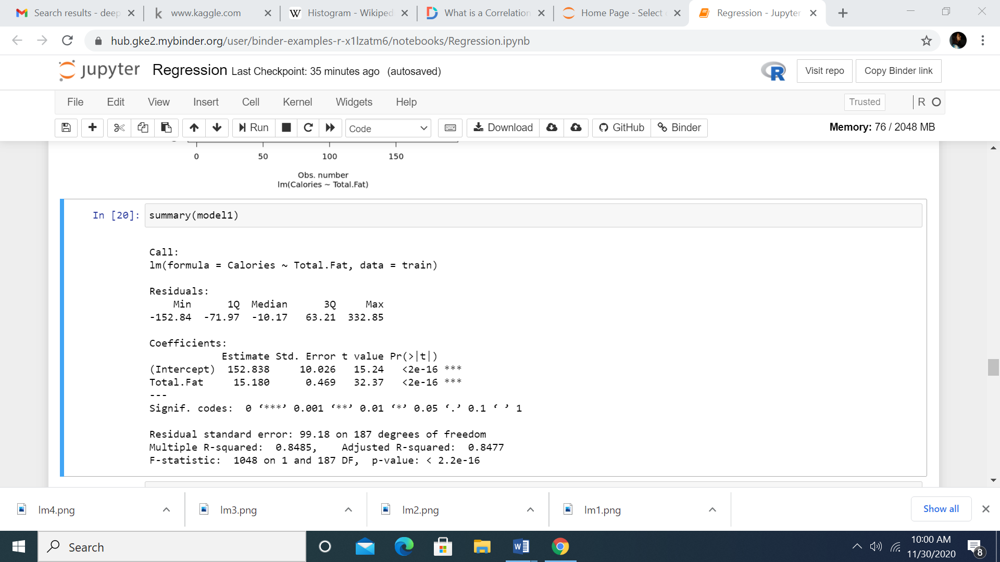 Search results - deep
www.kaggle.com
Histogram - Wikiped
What is a Correlation
Home Page - Select
Regression - Jupyter
hub.gke2.mybinder.org/user/binder-examples-r-x1lzatm6/notebooks/Regression.ipynb
jupyter Regression Last Checkpoint: 35 minutes ago (autosaved)
R
Visit repo
Copy Binder link
File Edit View Insert Cell Kernel Widgets Help
Trusted
R
Run
Code
Download
GitHub
Binder
Memory: 76 / 2048 MB
0 50 100 150
Obs. number
lm(Calories ~ Total.Fat)
In [20]: summary(model1)
Call:
lm(formula = Calories ~ Total.Fat, data = train)
Residuals:
Min 1Q Median 3Q Max
-152.84 -71.97 -10.17 63.21 332.85
Coefficients:
Estimate Std. Error t value Pr(>|t|)
(Intercept) 152.838 10.026 15.24 <2e-16 ***
Total.Fat 15.180 0.469 32.37 <2e-16 ***
---
Signif. codes: 0 ‘***’ 0.001 ‘**’ 0.01 ‘*’ 0.05 ‘.’ 0.1 ‘ ’ 1
Residual standard error: 99.18 on 187 degrees of freedom
Multiple R-squared: 0.8485, Adjusted R-squared: 0.8477
F-statistic: 1048 on 1 and 187 DF, p-value: < 2.2e-16
lm4.png
lm3.png
lm2.png
lm1.png
Show all
Search
10:00 AM
11/30/2020
8